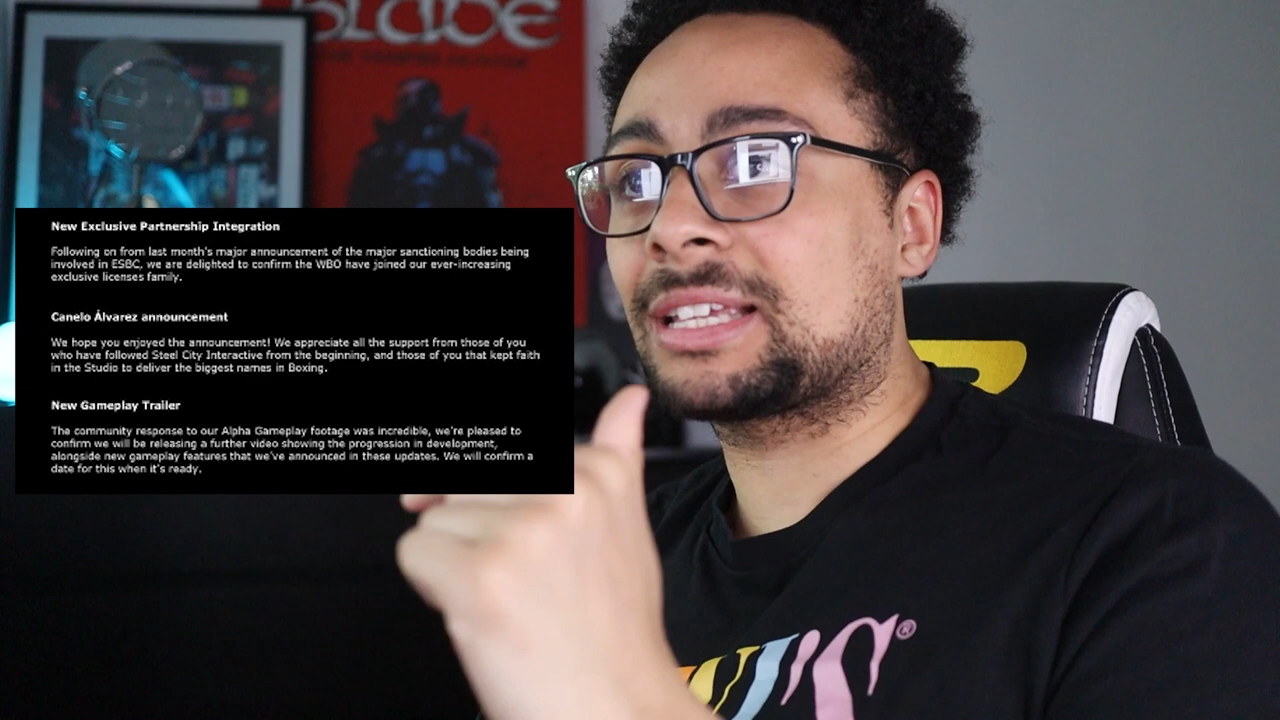 BLADE
New Exclusive Partnership Integration
Following on from last month's major announcement of the major sanctioning bodies being
involved in ESBC, we are delighted to confirm the WBO have joined our ever-increasing
exclusive licenses family.
Canelo Álvarez announcement
We hope you enjoyed the announcement! We appreciate all the support from those of you
who have followed Steel City Interactive from the beginning, and those of you that kept faith
in the Studio to deliver the biggest names in Boxing.
New Gameplay Trailer
The community response to our Alpha Gameplay footage was incredible, we're pleased to
confirm we will be releasing a further video showing the progression in development,
alongside new gameplay features that we've announced in these updates. We will confirm a
date for this when it's ready.